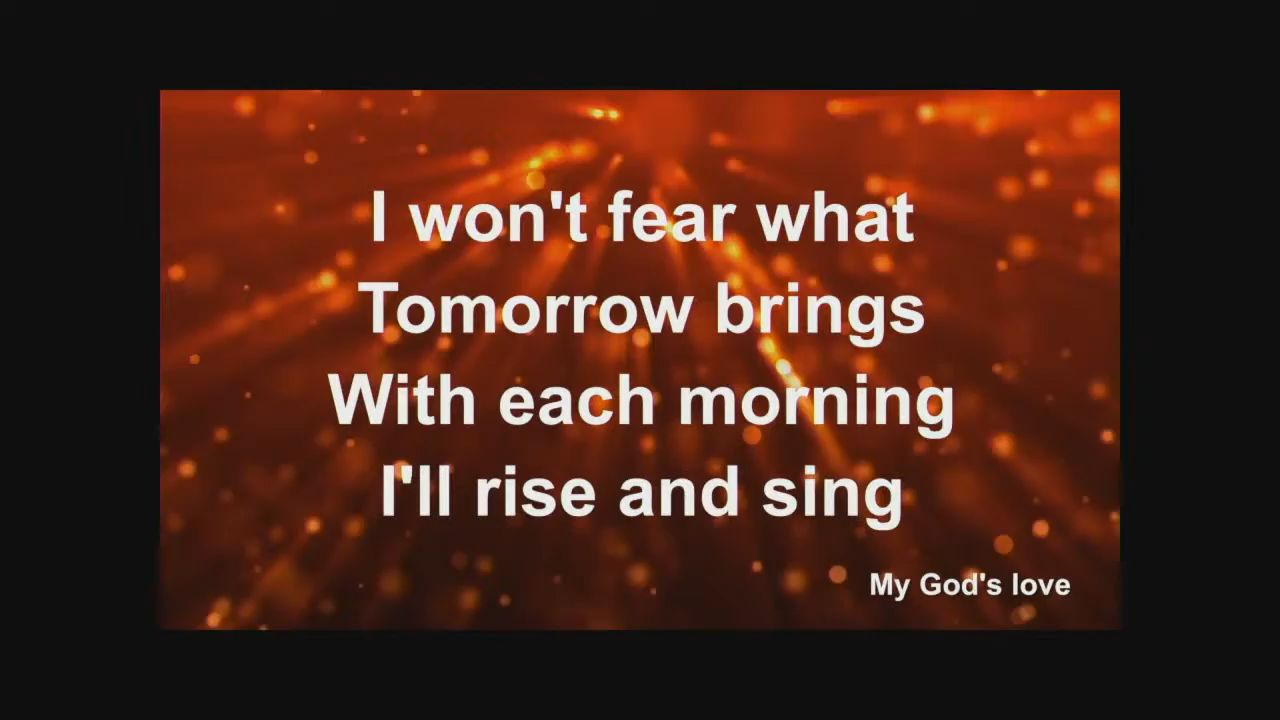 I won't fear what
Tomorrow brings
With each morning
I'll rise and sing
My God's love